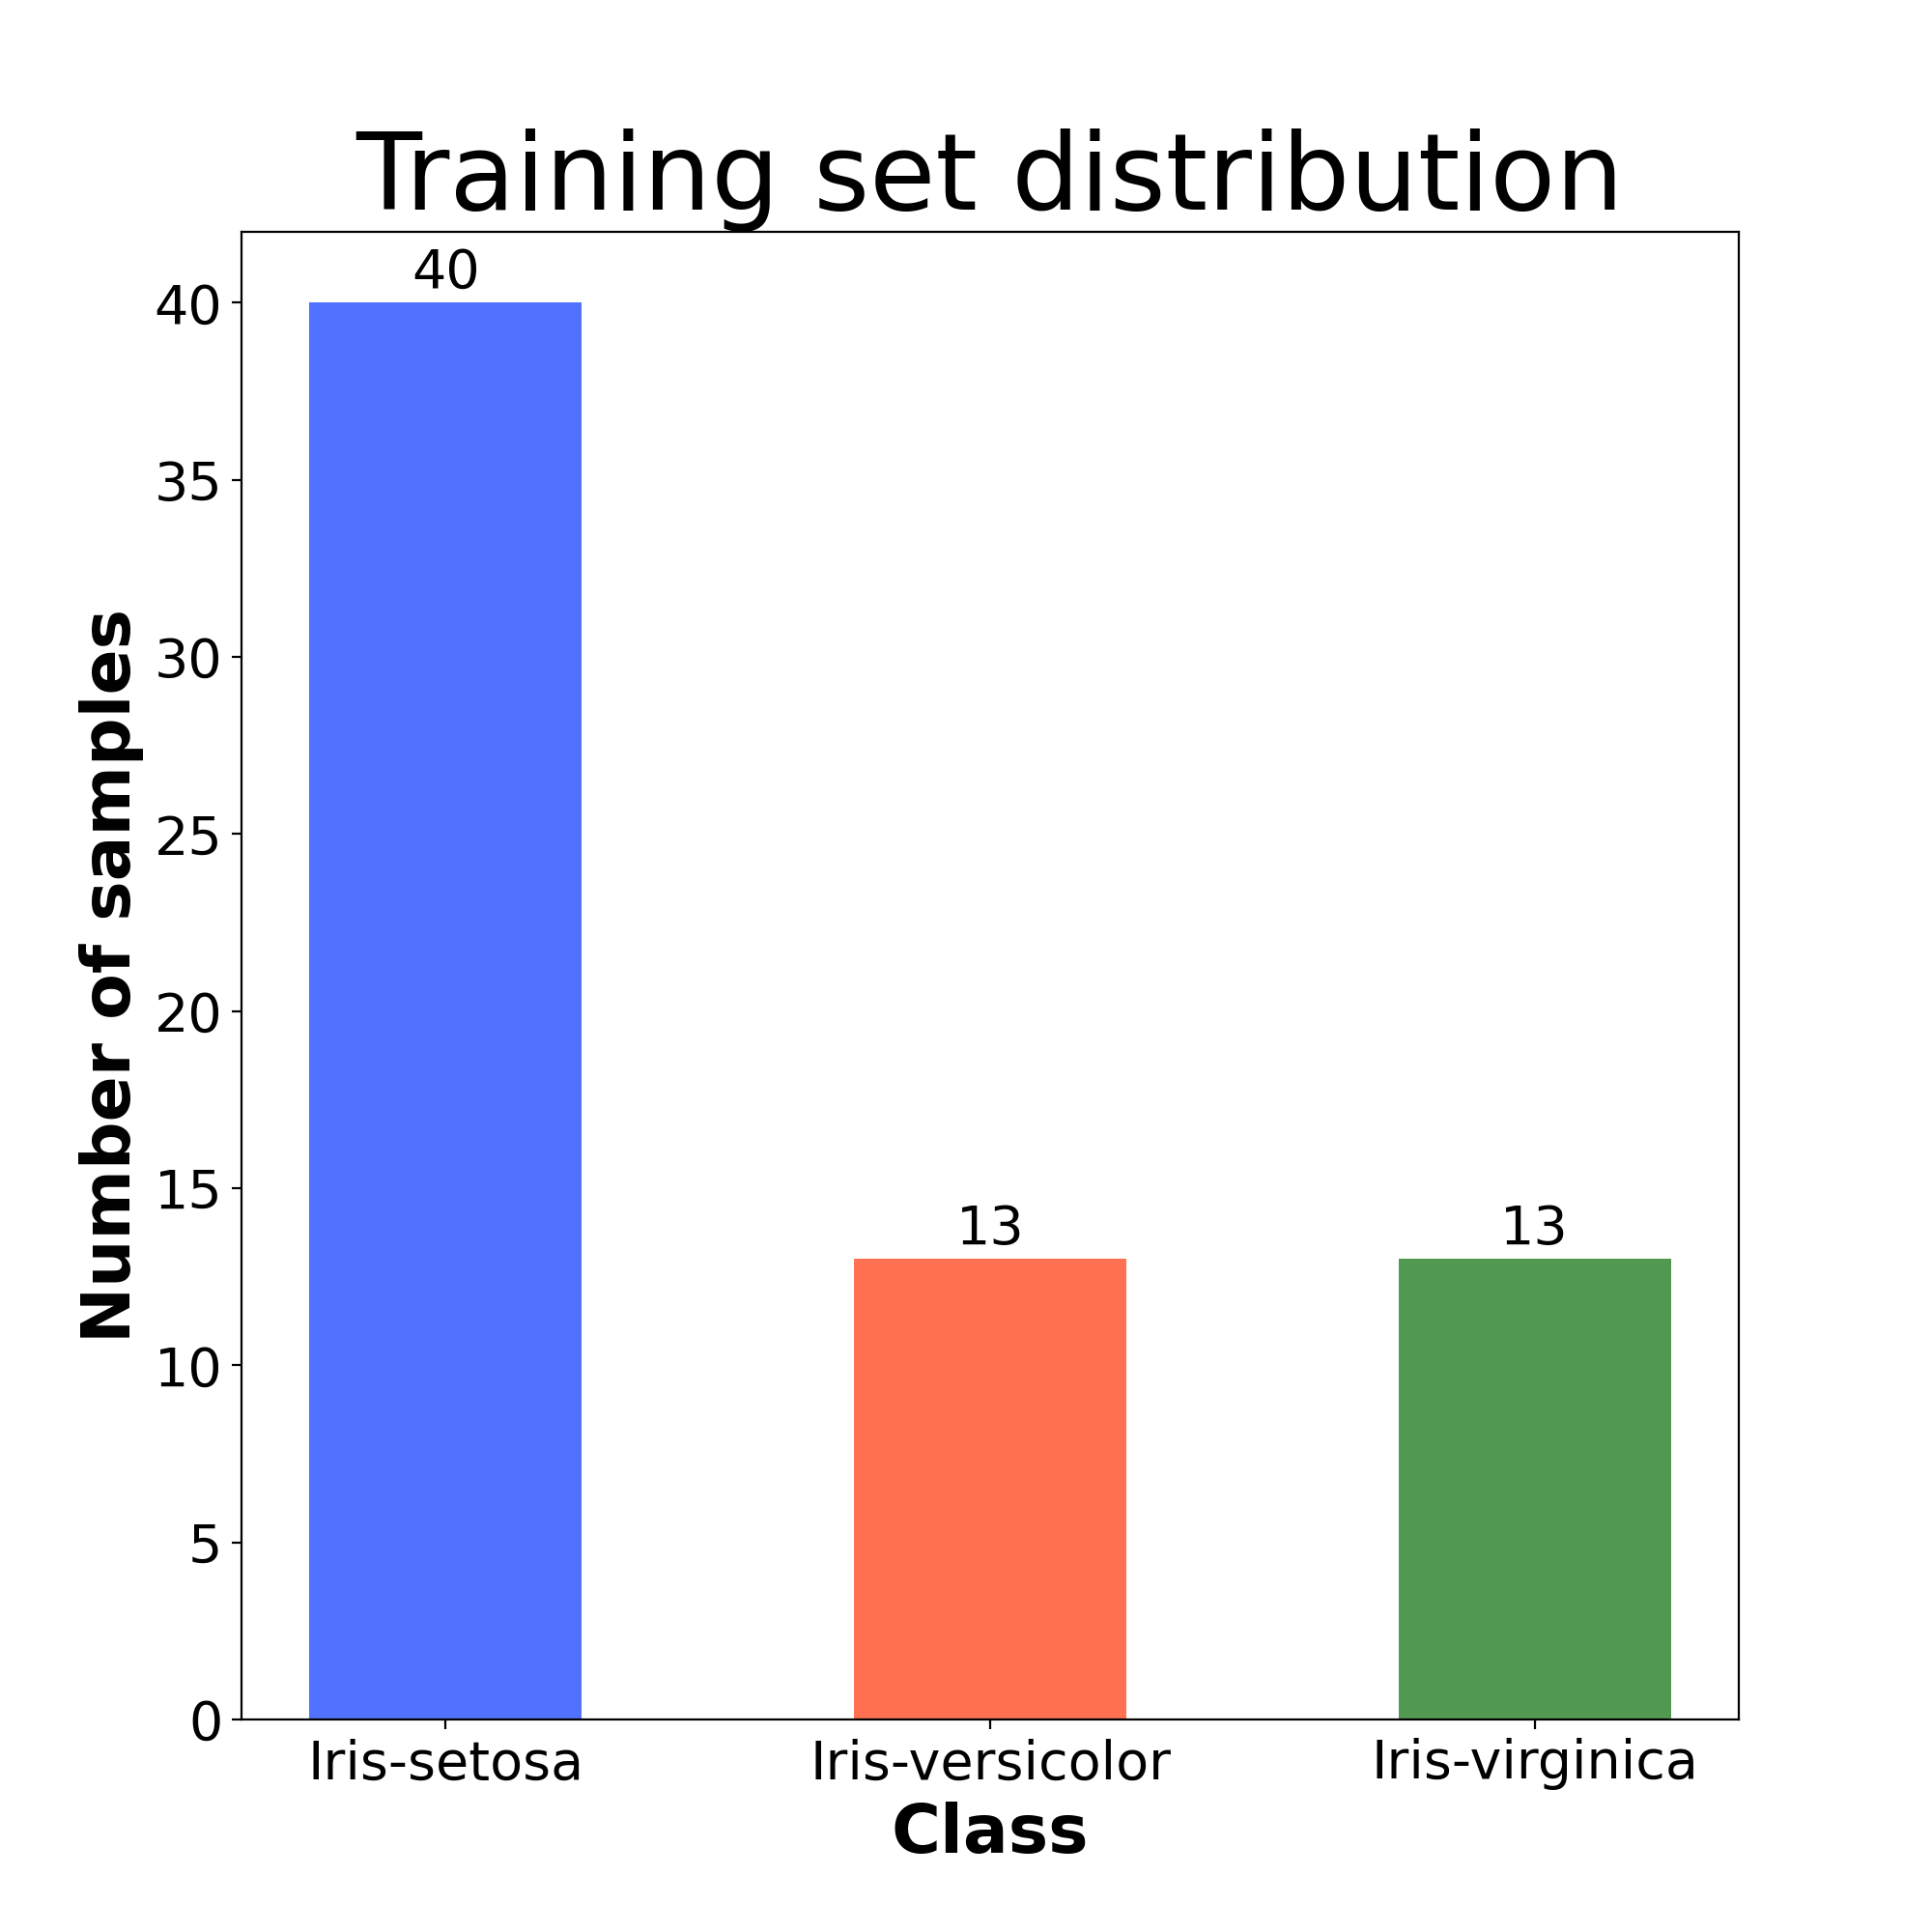 Training set distribution
40
40
35
30
25
20
15
10
5
0
13
13
Number of samples
Iris-setosa
Iris-versicolor
Iris-virginica
Class